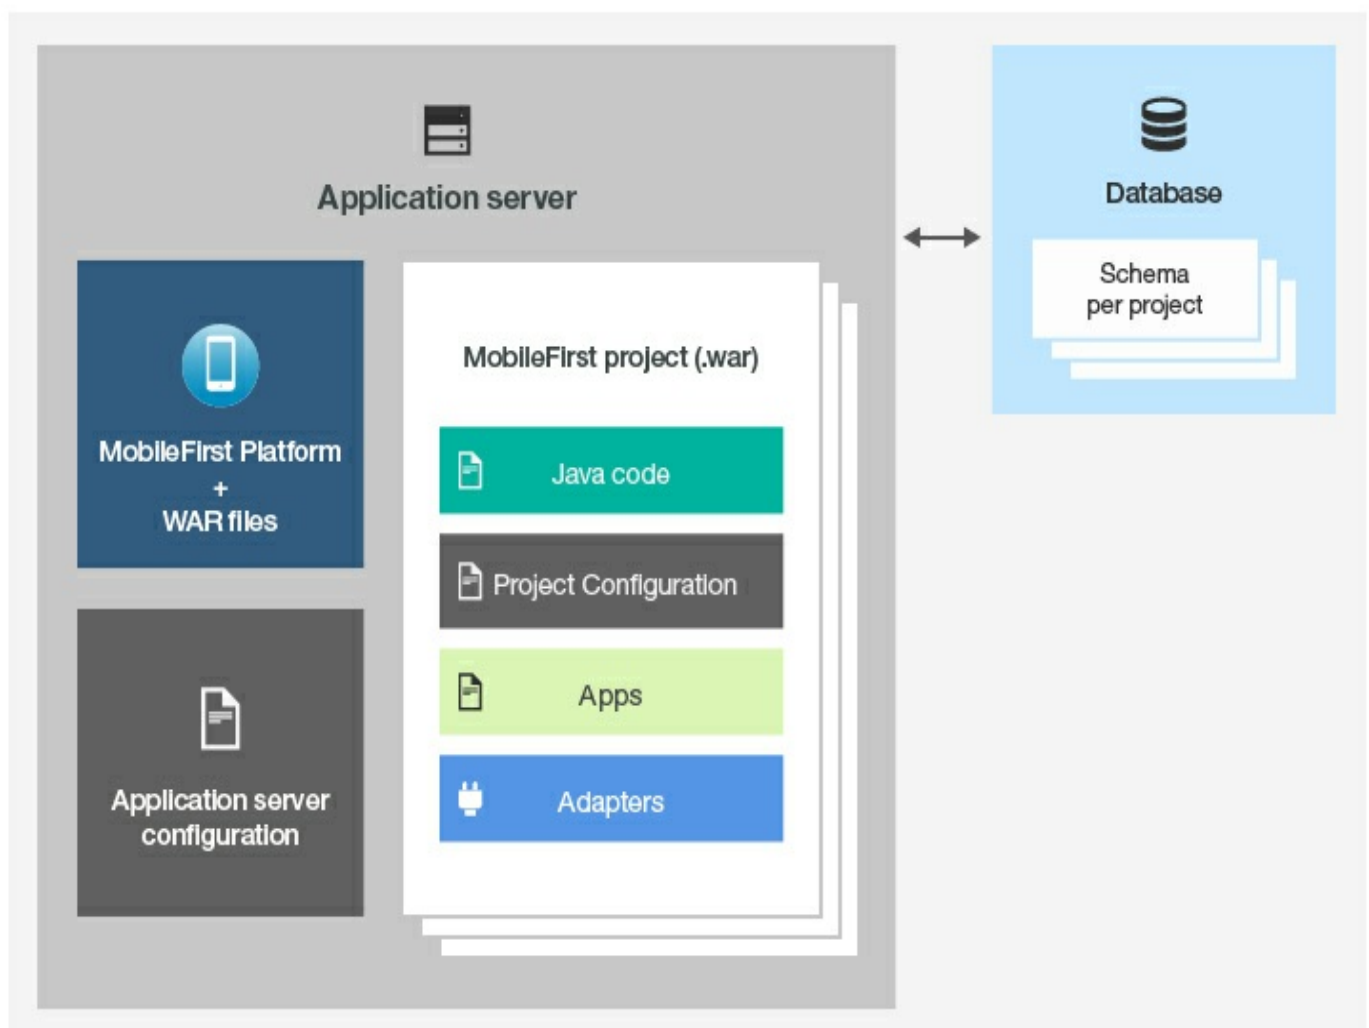 Application server
MobileFirst Platform
+
WAR files
Application server
configuration
MobileFirst project (.war)
Java code
Project Configuration
Apps
Adapters
Database
Schema
per project